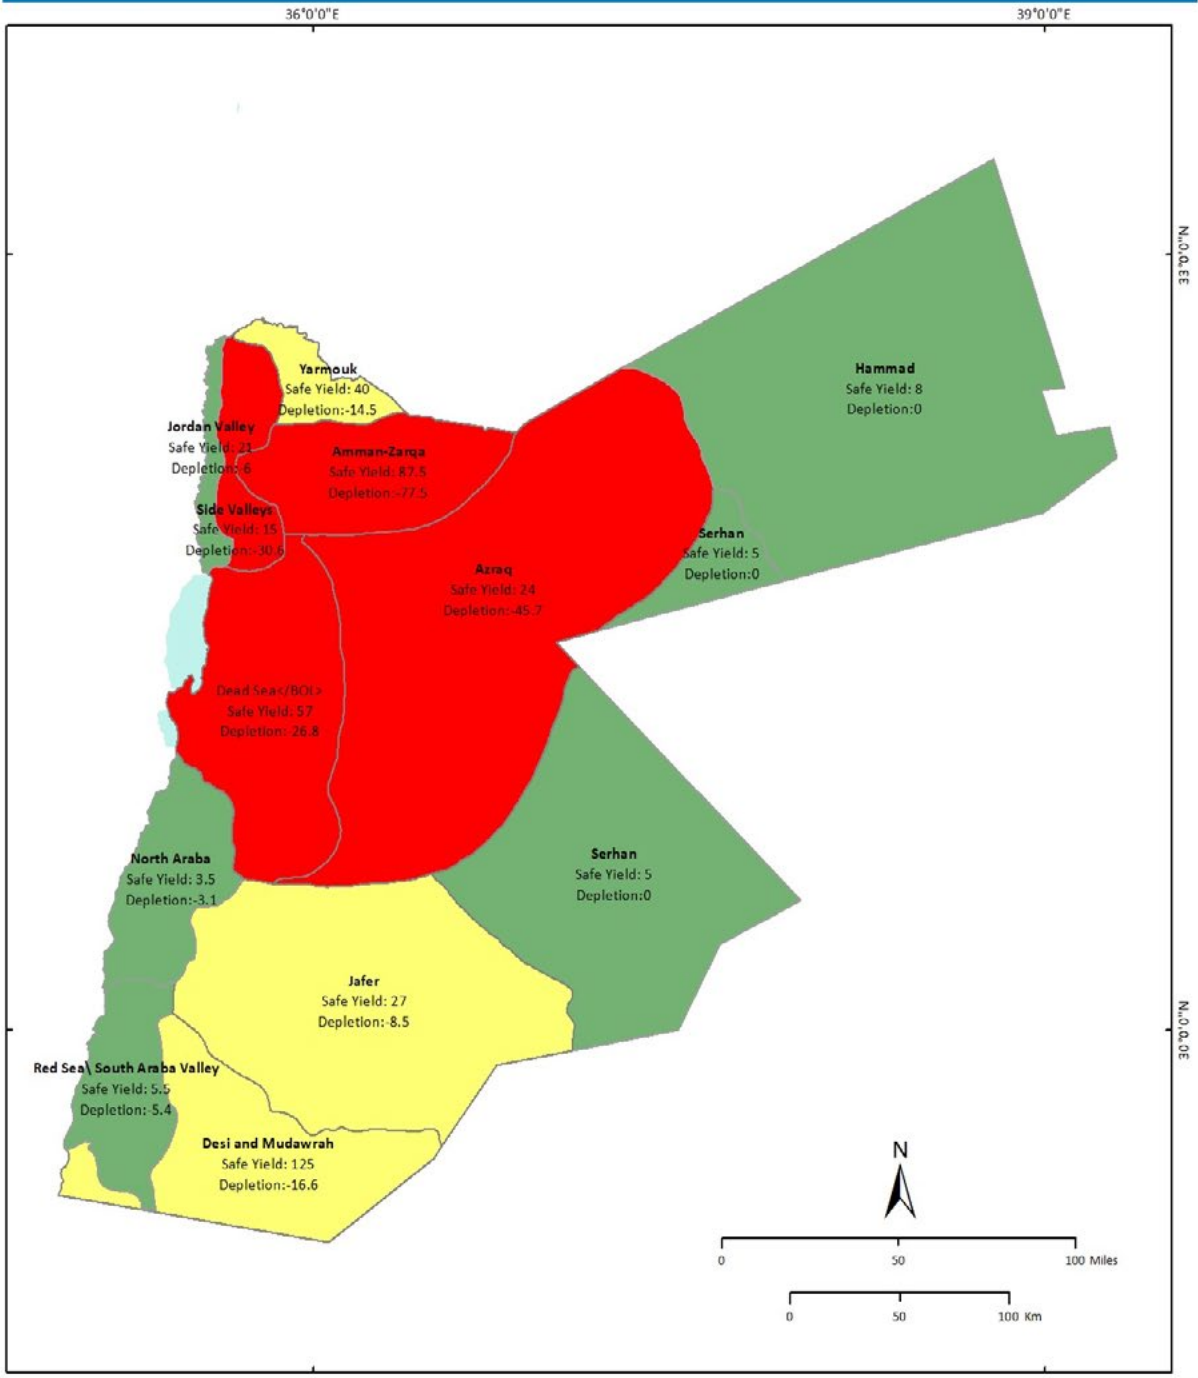 36°0'0"E
39°0'0"E
33°0'0"N
Hammad
Safe Yield: 8
Depletion:0
Yarmouk
Safe Yield: 40
Depletion:-14.5
Jordan Valley
Safe Yield: 21
Depletion:-6
Amman-Zarqa
Safe Yield: 87.5
Depletion:-77.5
Side Valleys
Safe Yield: 15
Depletion:-30.6
Serhan
Safe Yield: 5
Depletion:0
Azraq
Safe Yield: 24
Depletion:-45.7
Dead Sea</BOL>
Safe Yield: 57
Depletion:-26.8
North Araba
Safe Yield: 3.5
Depletion:-3.1
Serhan
Safe Yield: 5
Depletion:0
Jafer
Safe Yield: 27
Depletion:-8.5
30°0'0"N
Red Sea\ South Araba Valley
Safe Yield: 5.5
Depletion:-5.4
Desi and Mudawrah
Safe Yield: 125
Depletion:-16.6
N
0 50 100 Miles
0 50 100 Km